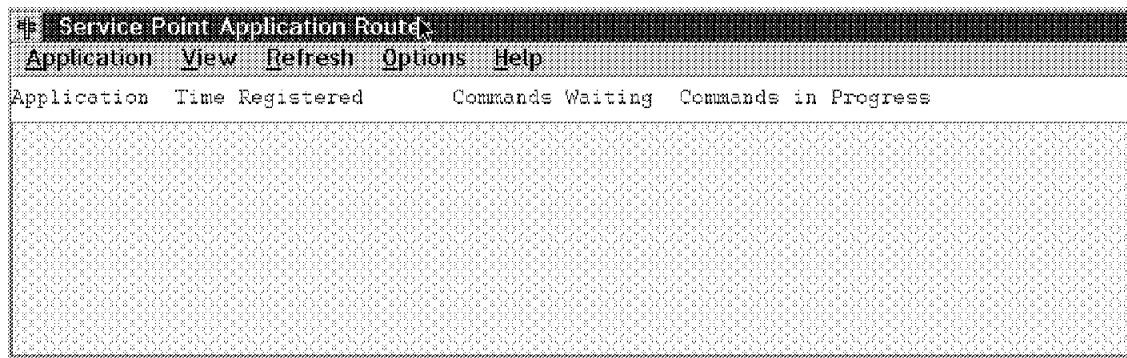 Service Point Application Router
Application View Refresh Options Help
Application Time Registered Commands Waiting Commands in Progress